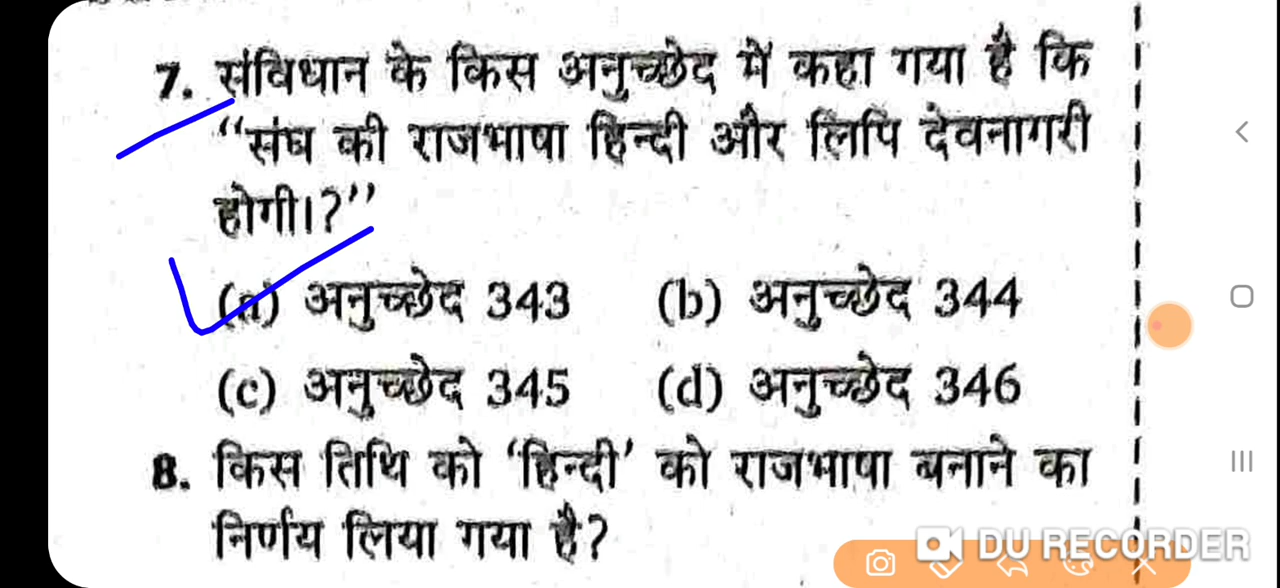 7. संविधान के किस अनुच्छेद में कहा गया है कि
“संघ की राजभाषा हिन्दी और लिपि देवनागरी
होगी।?”
(a) अनुच्छेद 343 (b) अनुच्छेद 344
(c) अनुच्छेद 345 (d) अनुच्छेद 346
8. किस तिथि को ‘हिन्दी’ को राजभाषा बनाने का
निर्णय लिया गया है?
DU RECORDER